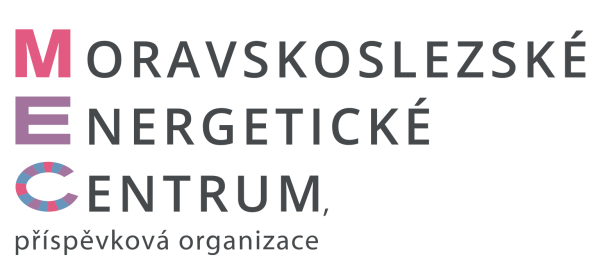 MORAVSKOSLEZSKÉ
ENERGETICKÉ
CENTRUM,
příspěvková organizace